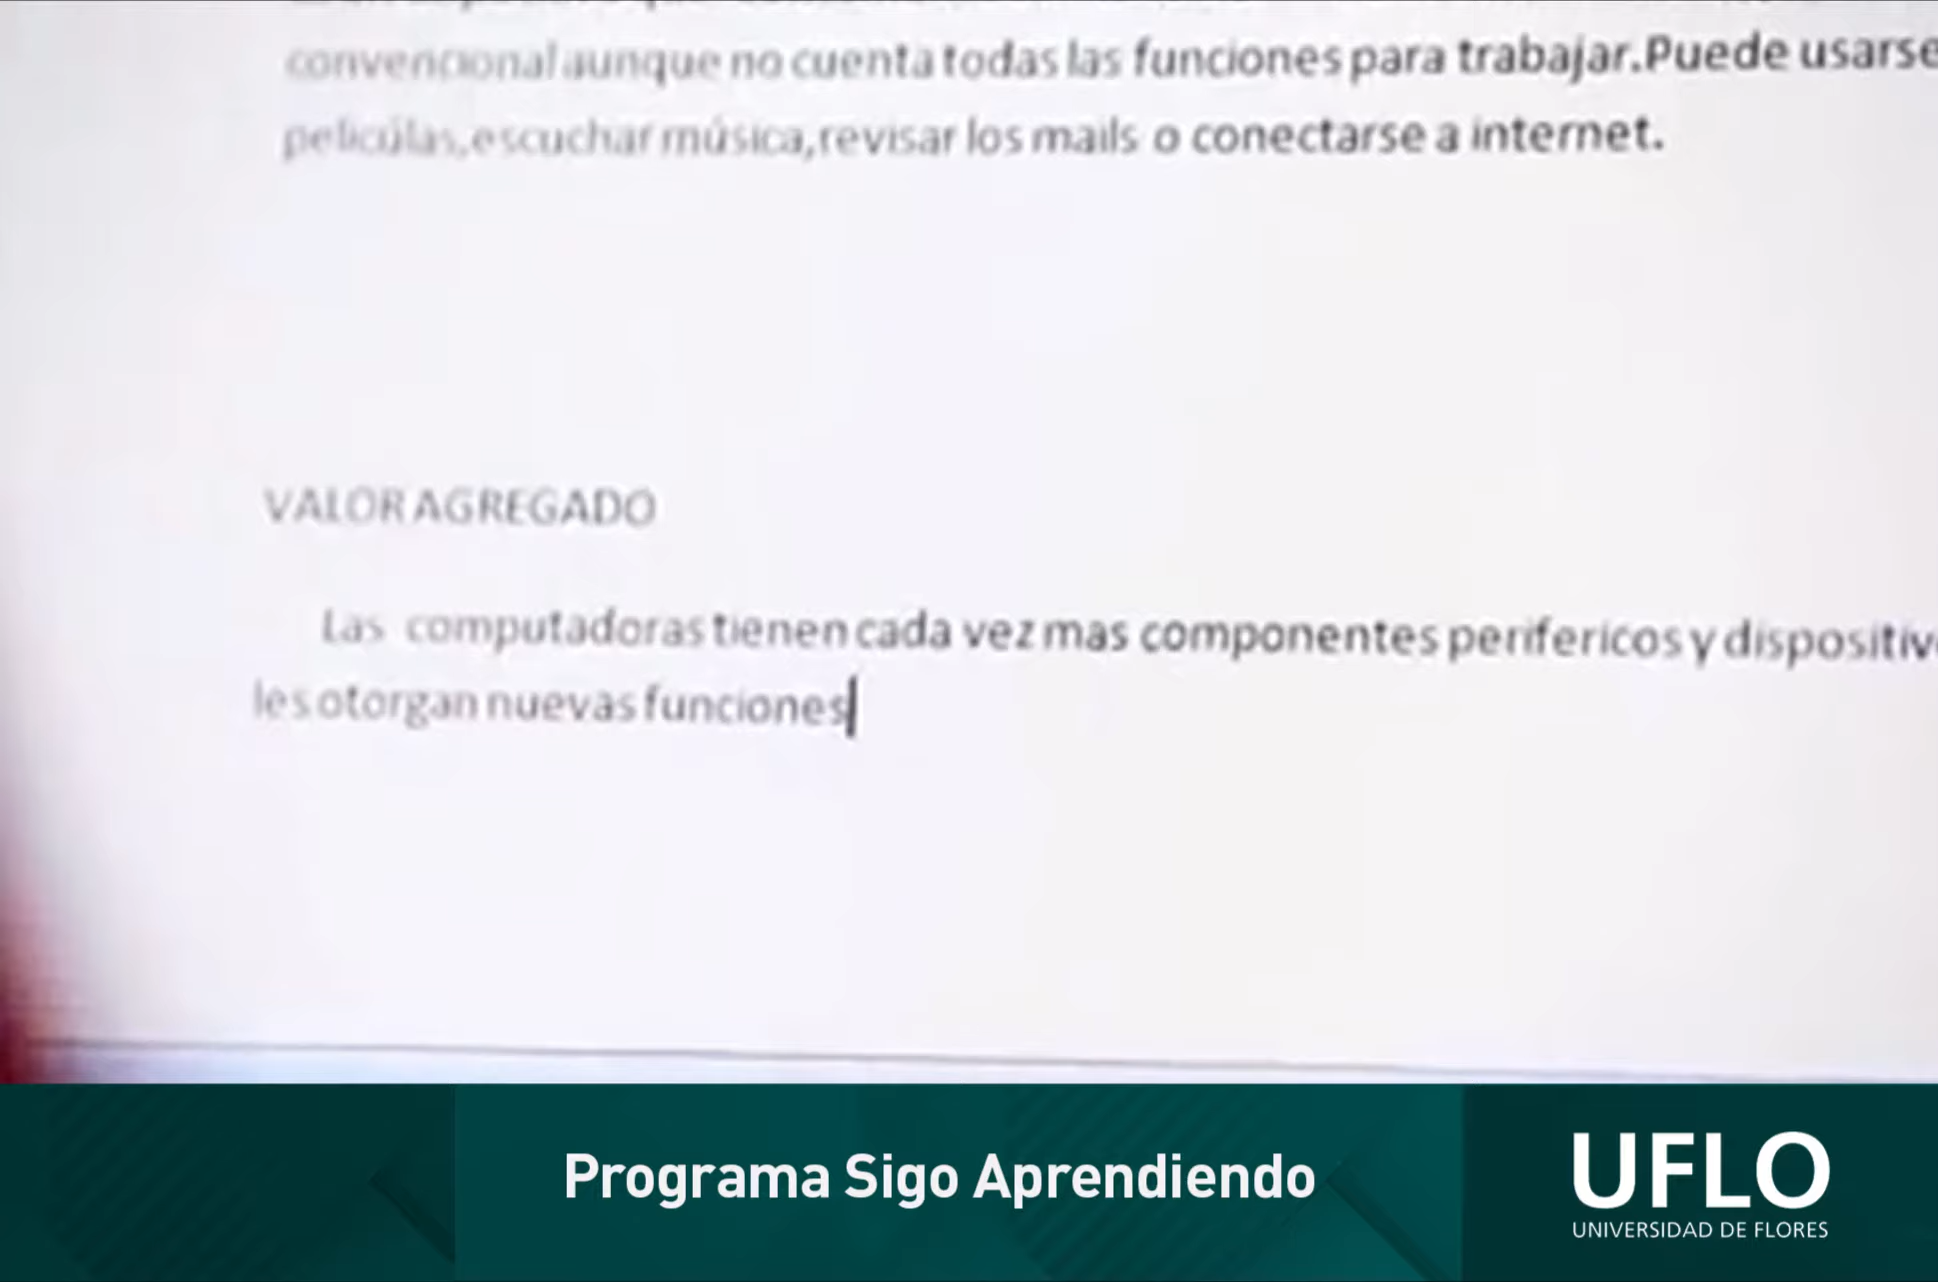 convencional aunque no cuenta todas las funciones para trabajar.Puede usarse
pelicúlas,escuchar música,revisar los mails o conectarse a internet.
VALOR AGREGADO
Las computadoras tienen cada vez mas componentes perifericos y dispositiv
les otorgan nuevas funciones
Programa Sigo Aprendiendo
UFLO
UNIVERSIDAD DE FLORES